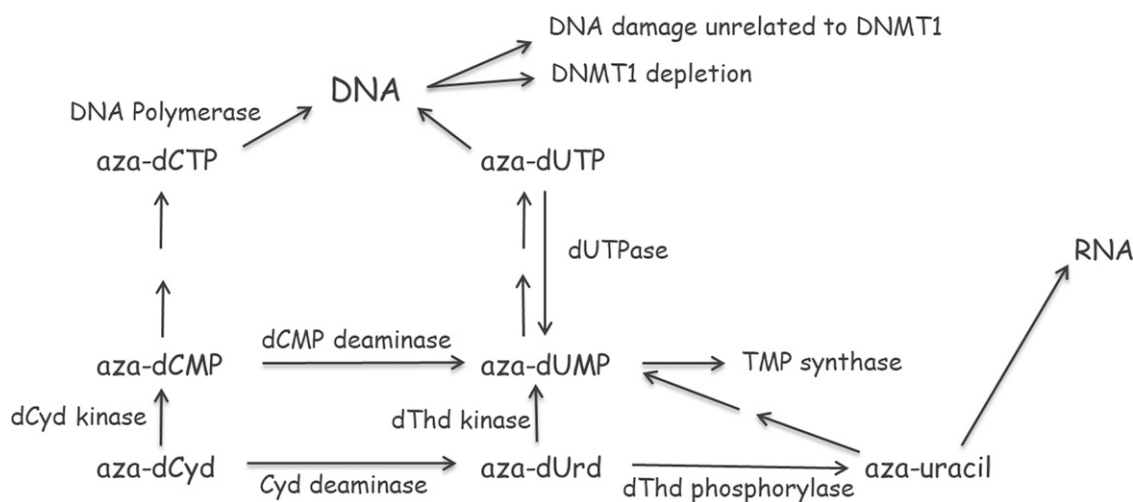 DNA damage unrelated to DNMT1
DNMT1 depletion
DNA
DNA Polymerase
aza-dCTP
aza-dUTP
dUTPase
RNA
dCMP deaminase
aza-dCMP
aza-dUMP
TMP synthase
dCyd kinase
dThd kinase
aza-dCyd
Cyd deaminase
aza-dUrd
dThd phosphorylase
aza-uracil